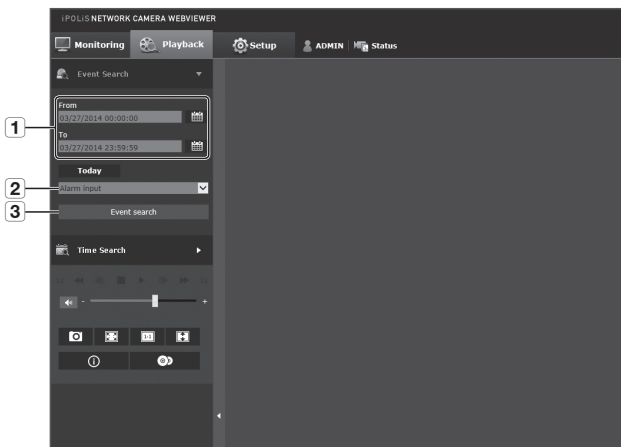 iPOLiS NETWORK CAMERA WEBVIEWER
Monitoring
Playback
Setup
ADMIN
Status
Event Search
From
1
03/27/2014 00:00:00
To
03/27/2014 23:59:59
Today
2
Alarm input
3
Event search
Time Search
- +
1:1